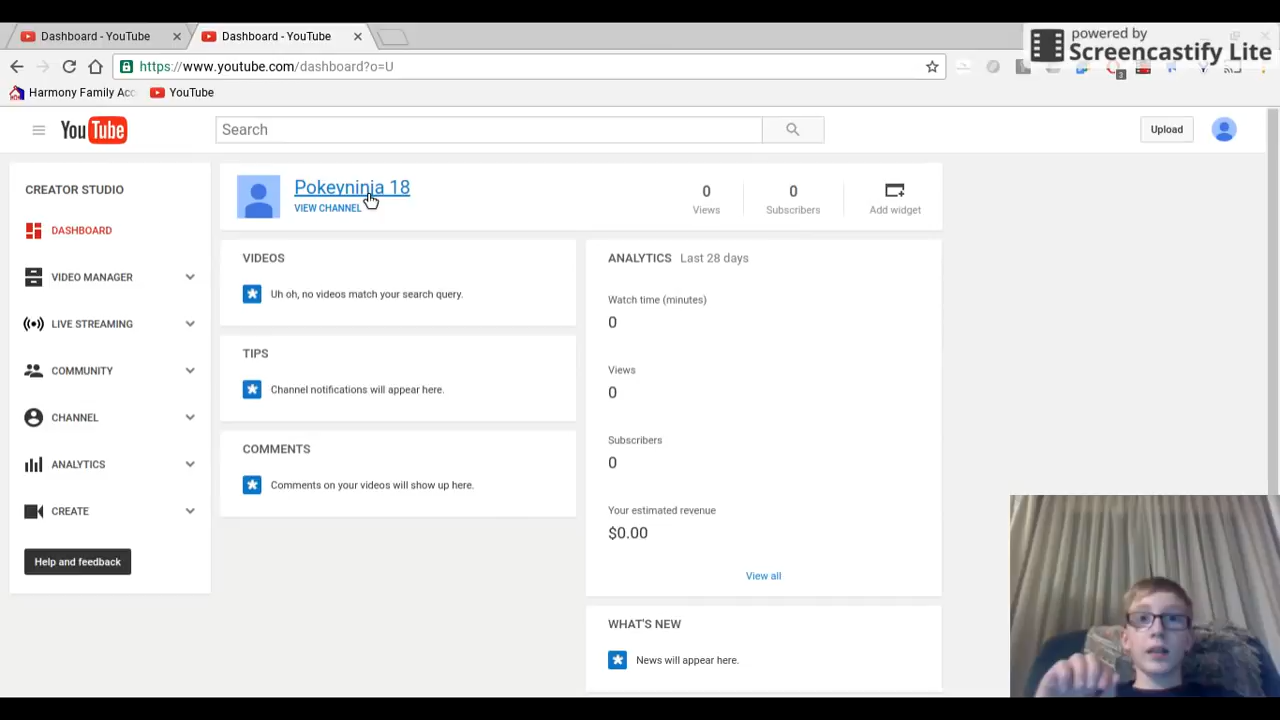 Dashboard - YouTube
Dashboard - YouTube
powered by
Screencastify Lite
https://www.youtube.com/dashboard?o=U
3
Harmony Family Acc
YouTube
YouTube
Search
Upload
CREATOR STUDIO
DASHBOARD
VIDEO MANAGER
LIVE STREAMING
COMMUNITY
CHANNEL
ANALYTICS
CREATE
Help and feedback
Pokeyninja 18
VIEW CHANNEL
0
Views
0
Subscribers
Add widget
VIDEOS
Uh oh, no videos match your search query.
TIPS
Channel notifications will appear here.
COMMENTS
Comments on your videos will show up here.
ANALYTICS Last 28 days
Watch time (minutes)
0
Views
0
Subscribers
0
Your estimated revenue
$0.00
View all
WHAT'S NEW
News will appear here.